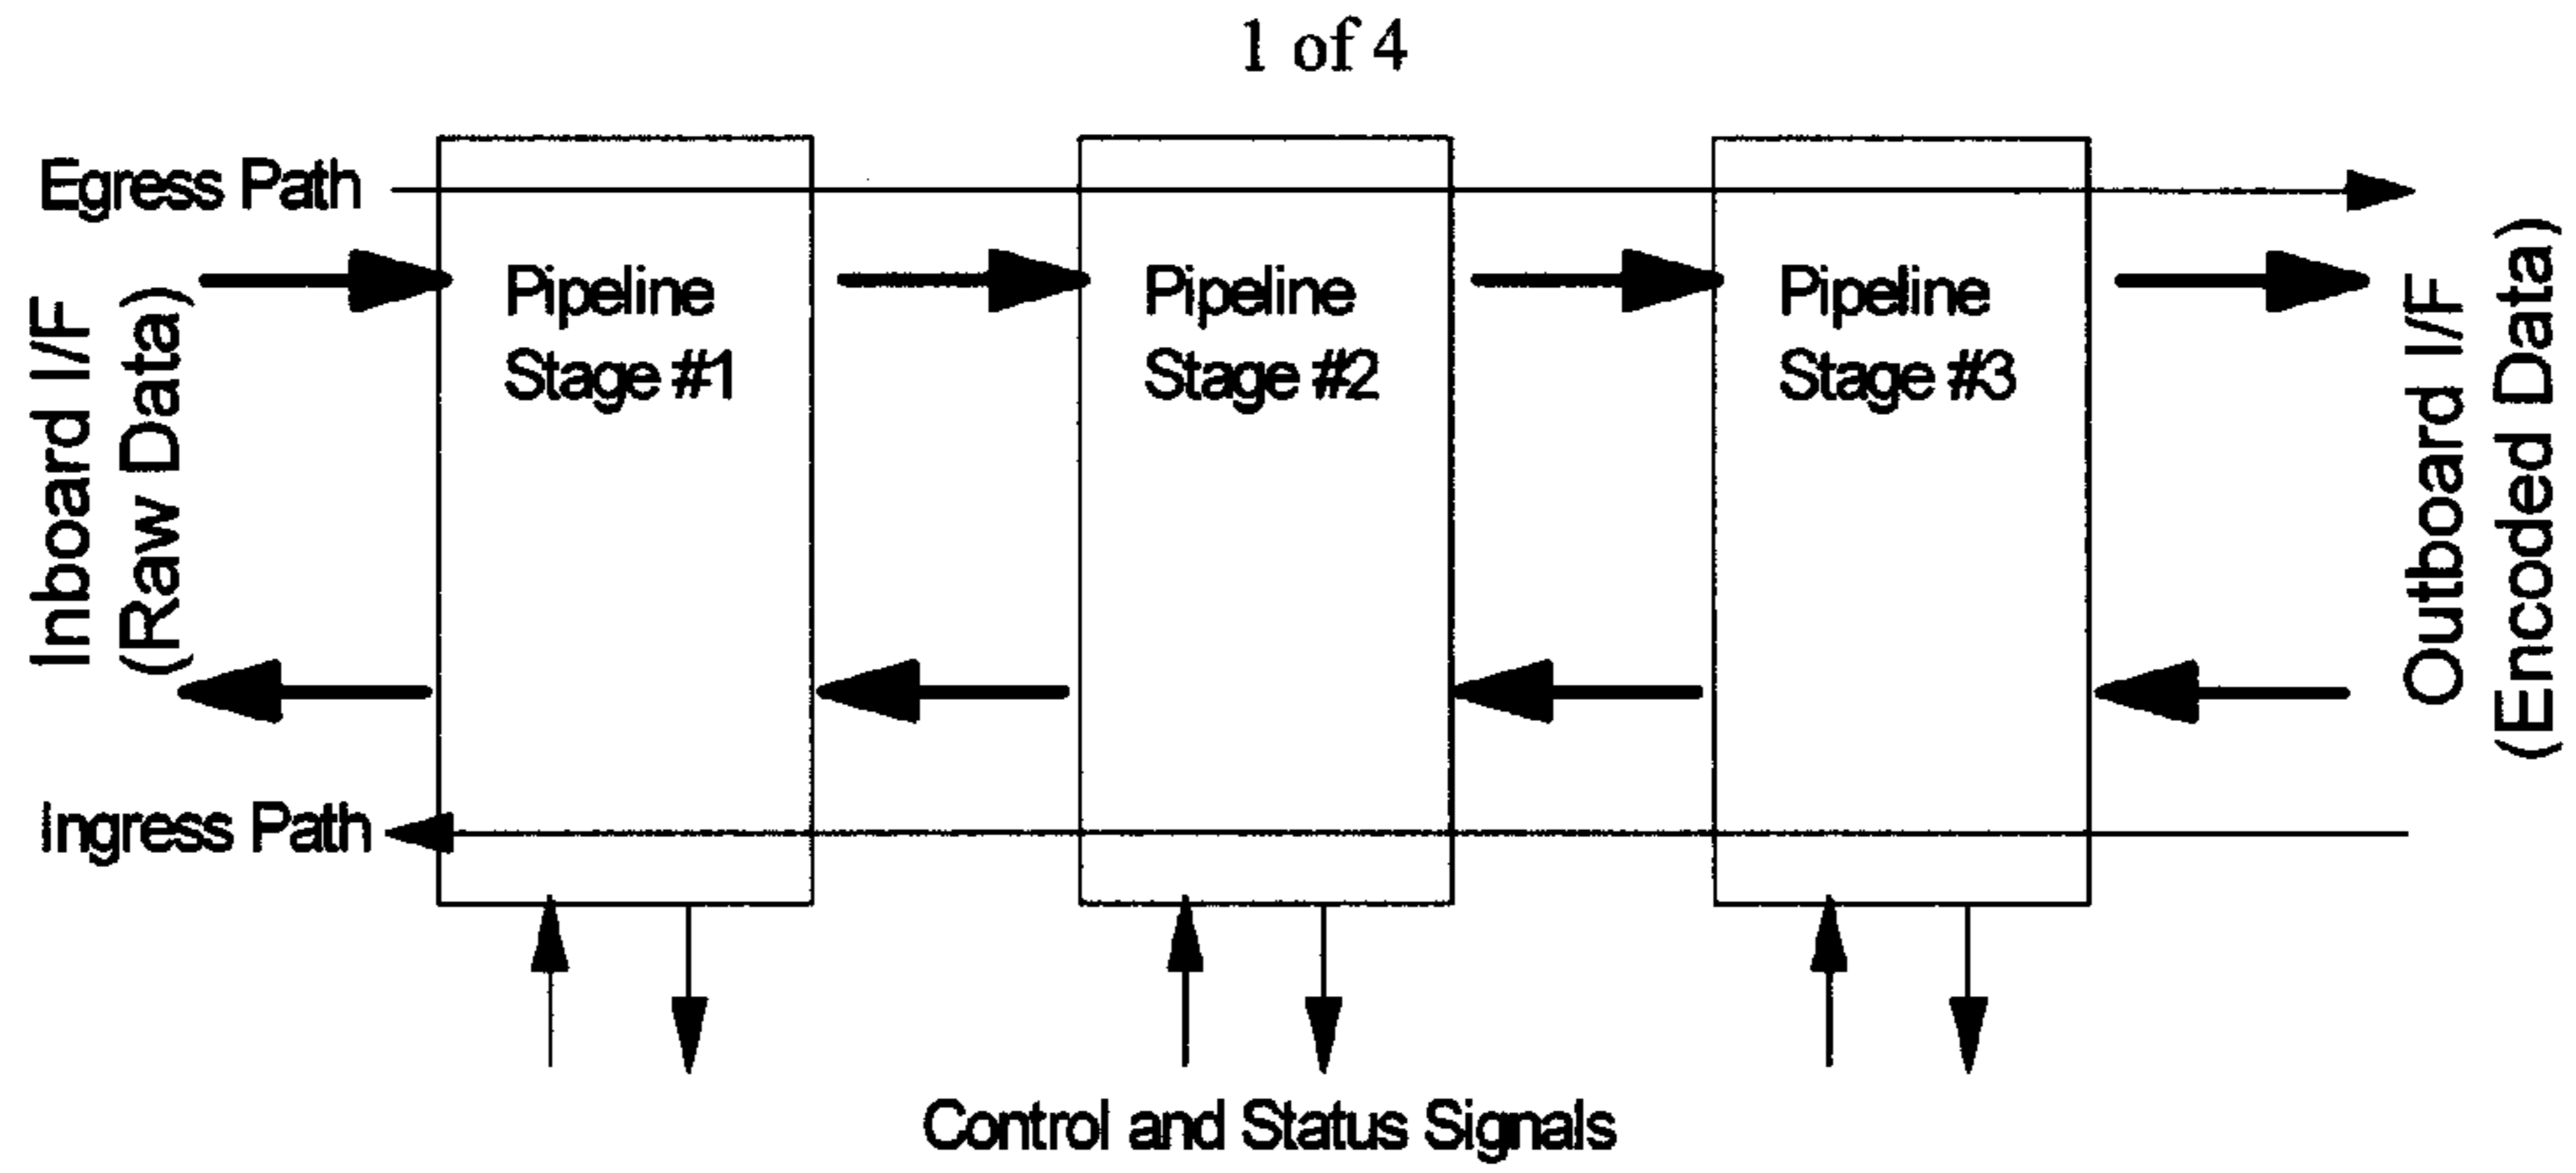 1 of 4
Egress Path
Inboard I/F
(Raw Data)
Pipeline
Stage #1
Pipeline
Stage #2
Pipeline
Stage #3
Outboard I/F
(Encoded Data)
Ingress Path
Control and Status Signals